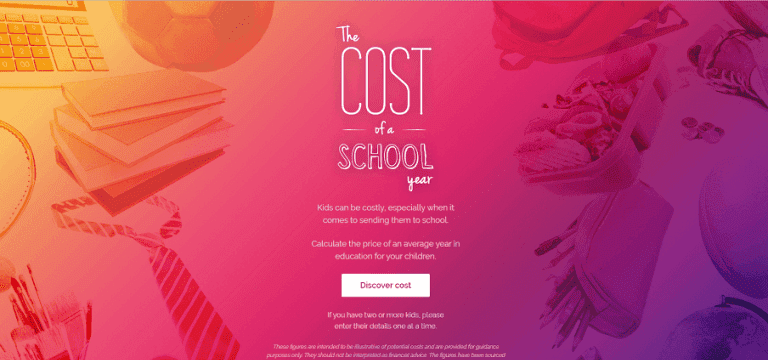 The
COST
of a
SCHOOL
year
Kids can be costly, especially when it
comes to sending them to school.
Calculate the price of an average year in
education for your children.
Discover cost
If you have two or more kids, please
enter their details one at a time.
These figures are intended to be illustrative of potential costs and are provided for guidance
purposes only. They should not be interpreted as financial advice. The figures have been sourced